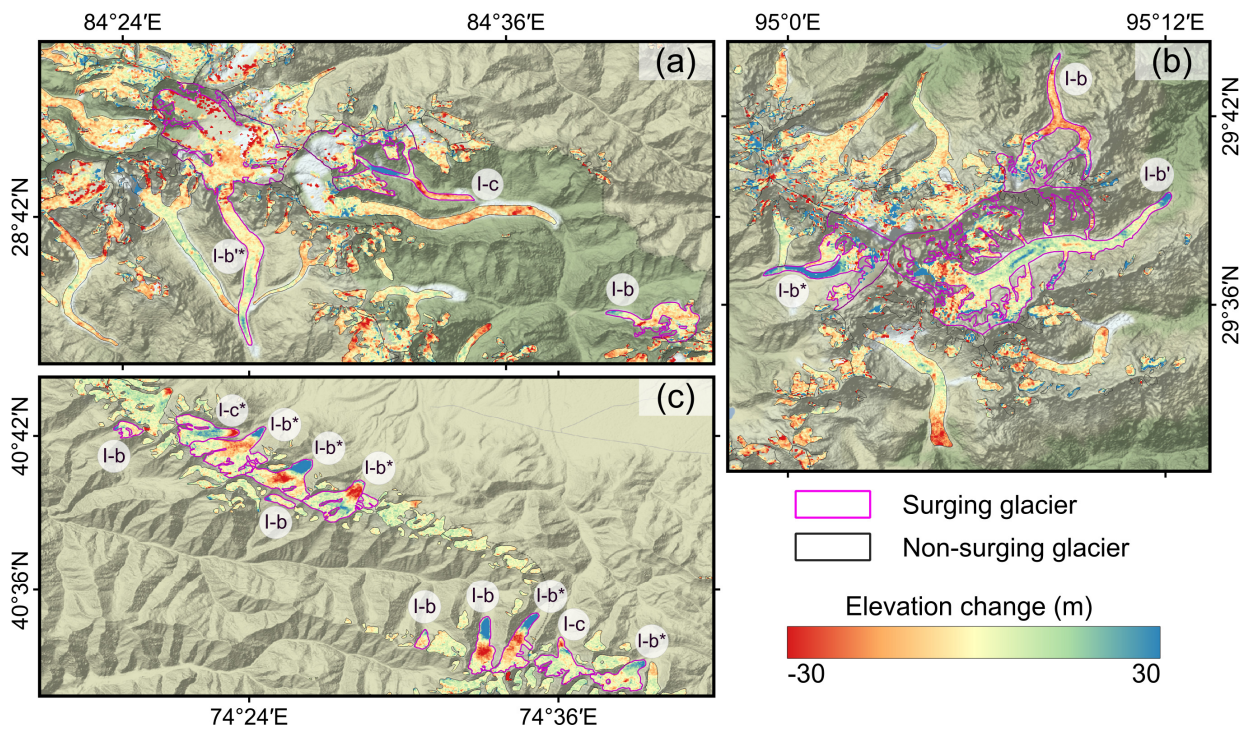 84°24′E
84°36′E
95°0′E
95°12′E
(a)
(b)
I-b
29°42′N
I-c
I-b'
28°42′N
I-b'*
I-b
I-b*
29°36′N
(c)
I-c*
I-b*
40°42′N
I-b
I-b*
I-b*
I-b
Surging glacier
Non-surging glacier
40°36′N
I-b
I-b
I-b*
I-c
I-b*
Elevation change (m)
-30
30
74°24′E
74°36′E